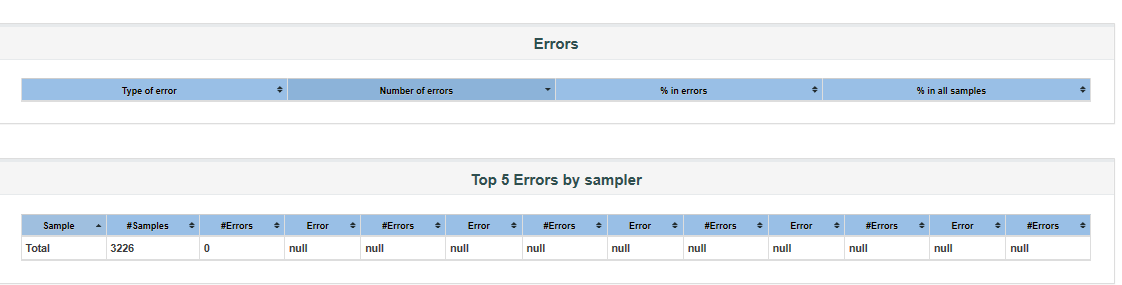 Errors
Type of error Number of errors % in errors % in all samples
Top 5 Errors by sampler
Sample #Samples #Errors Error #Errors Error #Errors Error #Errors Error #Errors Error #Errors
Total 3226 0 null null null null null null null null null null